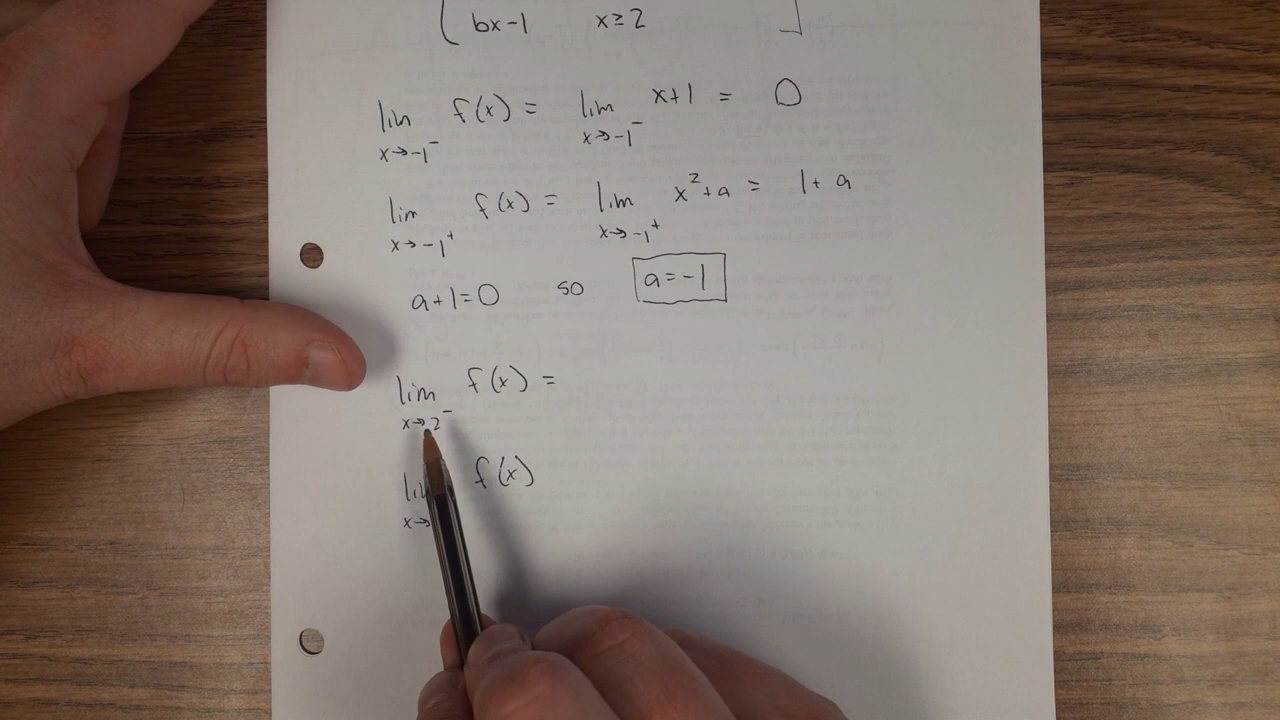 bx-1 x≥2
lim f(x) = lim x+1 = 0
x→-1⁻ x→-1⁻
lim f(x) = lim x²+a = 1+a
x→-1⁺ x→-1⁺
a+1=0 so a=-1
lim f(x) =
x→2⁻
f(x)
x→